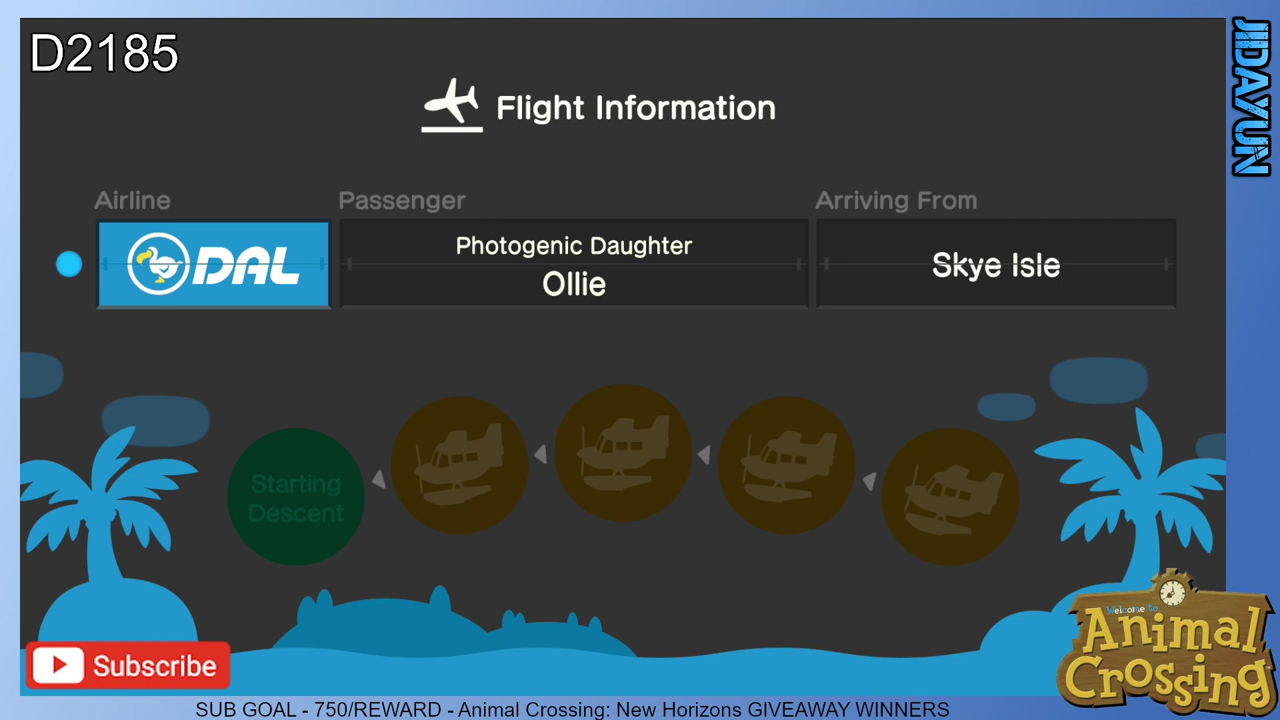 D2185
JIDAVUN
Flight Information
Airline
Passenger
Arriving From
DAL
Photogenic Daughter
Ollie
Skye Isle
Starting
Descent
Welcome to
Animal
Crossing
Subscribe
SUB GOAL - 750/REWARD - Animal Crossing: New Horizons GIVEAWAY WINNERS